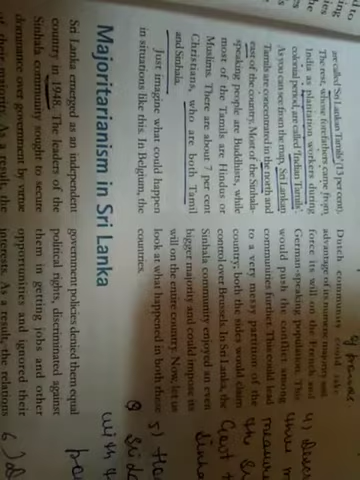 are called 'Sri Lankan Tamils' (13 per cent).
The rest, whose forefathers came from
India as plantation workers during
colonial period, are called 'Indian Tamils'.
As you can see from the map, Sri Lankan
Tamils are concentrated in the north and
east of the country. Most of the Sinhala-
speaking people are Buddhists, while
most of the Tamils are Hindus or
Muslims. There are about 7 per cent
Christians, who are both Tamil
and Sinhala.
Just imagine what could happen
in situations like this. In Belgium, the
Dutch community could take
advantage of its numeric majority and
force its will on the French and
German-speaking population. This
would push the conflict among
communities further. This could lead
to a very messy partition of the
country; both the sides would claim
control over Brussels. In Sri Lanka, the
Sinhala community enjoyed an even
bigger majority and could impose its
will on the entire country. Now, let us
look at what happened in both these
countries.
Majoritarianism in Sri Lanka
Sri Lanka emerged as an independent
country in 1948. The leaders of the
Sinhala community sought to secure
dominance over government by virtue
of their majority. As a result, the
government policies denied them equal
political rights, discriminated against
them in getting jobs and other
opportunities and ignored their
interests. As a result, the relations
4)
5)
6)